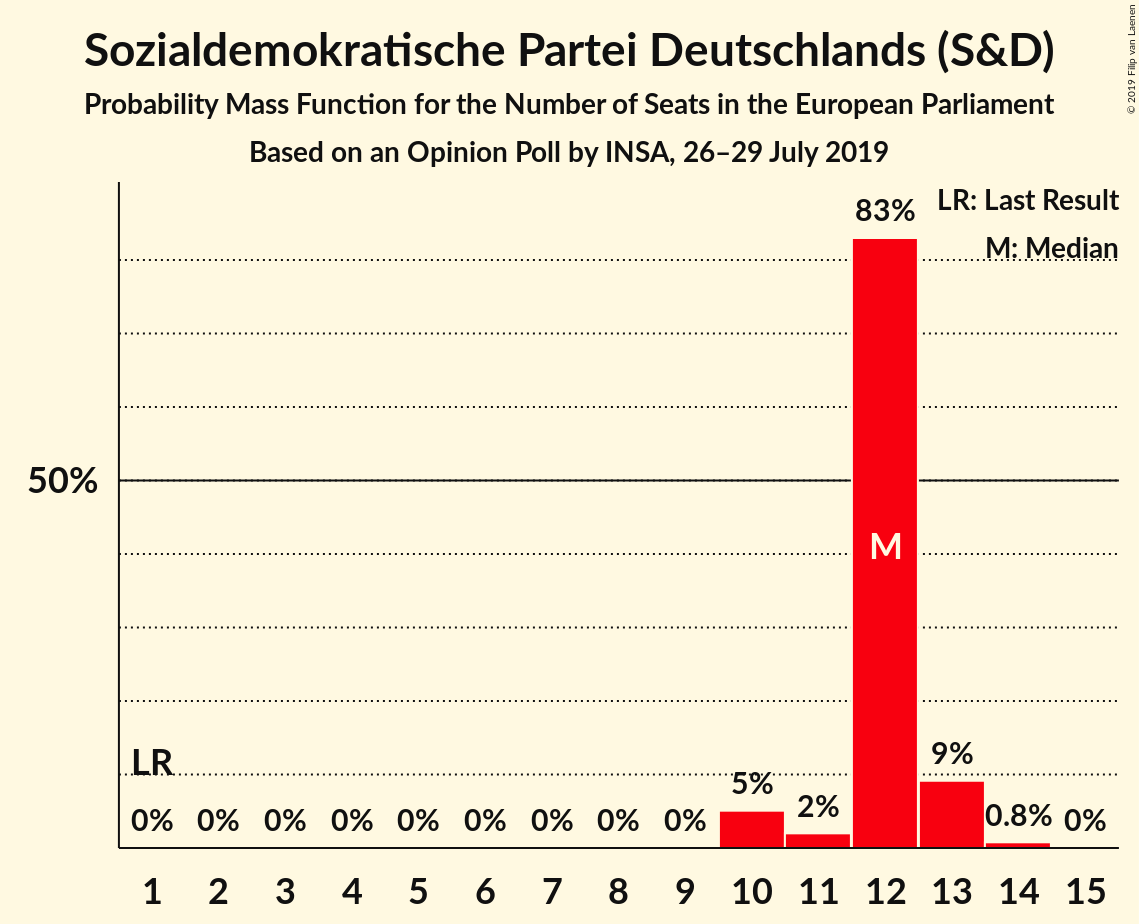 Sozialdemokratische Partei Deutschlands (S&D)
Probability Mass Function for the Number of Seats in the European Parliament
Based on an Opinion Poll by INSA, 26–29 July 2019
© 2019 Filip van Laenen
LR: Last Result
M: Median
83%
50%
M
LR
9%
5%
2%
0% 0% 0% 0% 0% 0% 0% 0% 0% 0.8% 0%
1 2 3 4 5 6 7 8 9 10 11 12 13 14 15